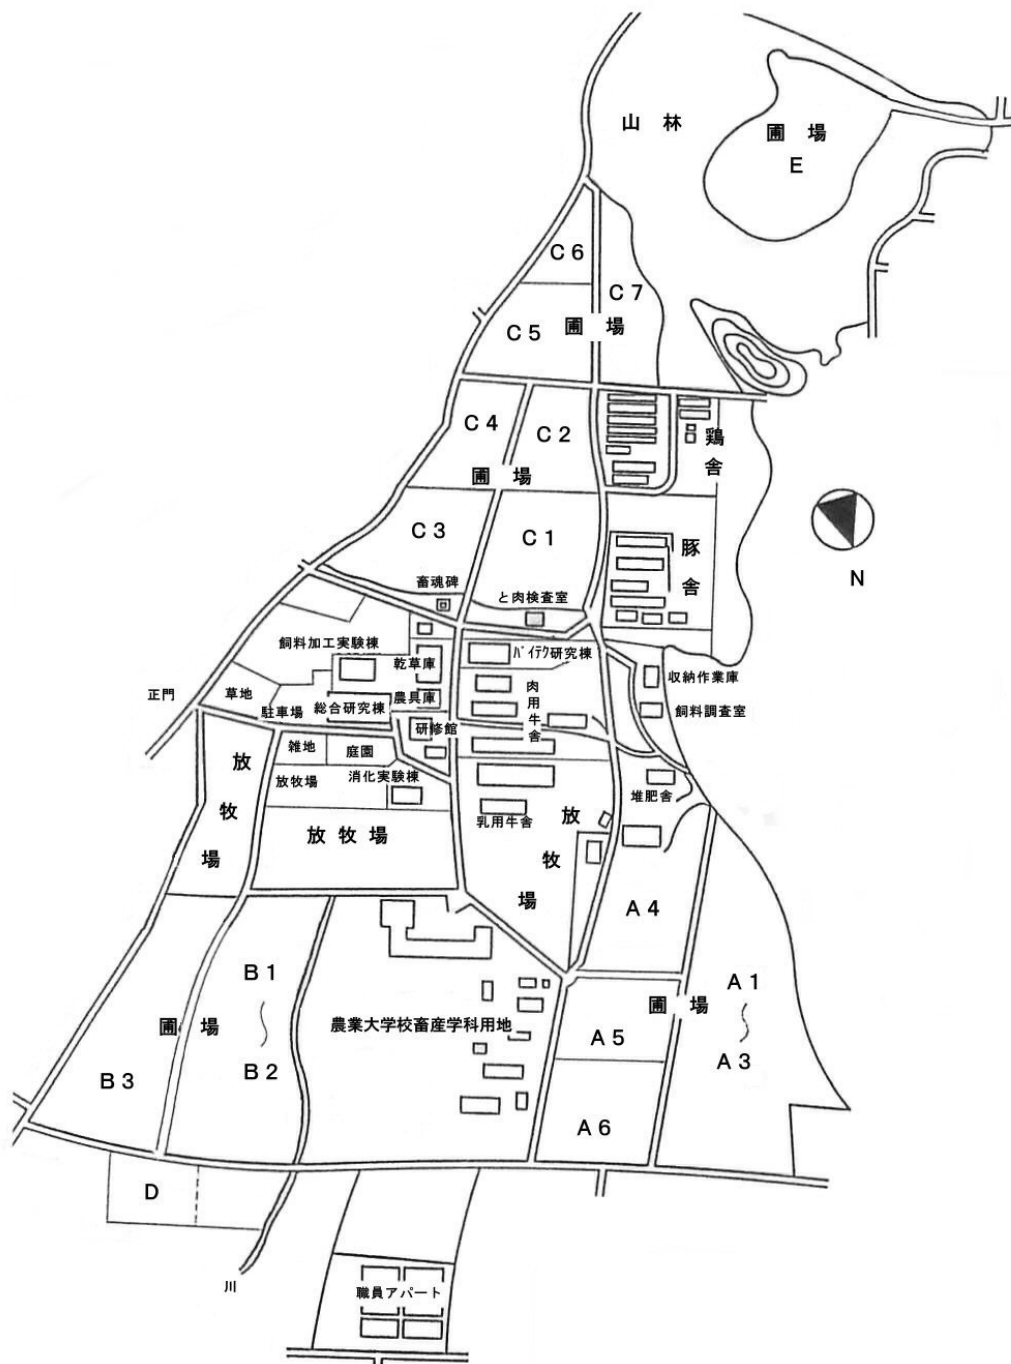 山 林
圃 場
E
C 6
C 7
C 5
圃 場
C 4
C 2
鶏舎
圃 場
C 3
C 1
豚舎
N
畜魂碑
と肉検査室
飼料加工実験棟
乾草庫
バイテク研究棟
収納作業庫
正門
草地
駐車場
総合研究棟
農具庫
肉用牛舎
飼料調査室
研修館
雑地
庭園
放牧場
放牧場
消化実験棟
堆肥舎
乳用牛舎
放牧場
放 牧 場
A 4
B 1
A 1
圃 場
圃 場
農業大学校畜産学科用地
A 5
B 3
B 2
A 3
A 6
D
川
職員アパート